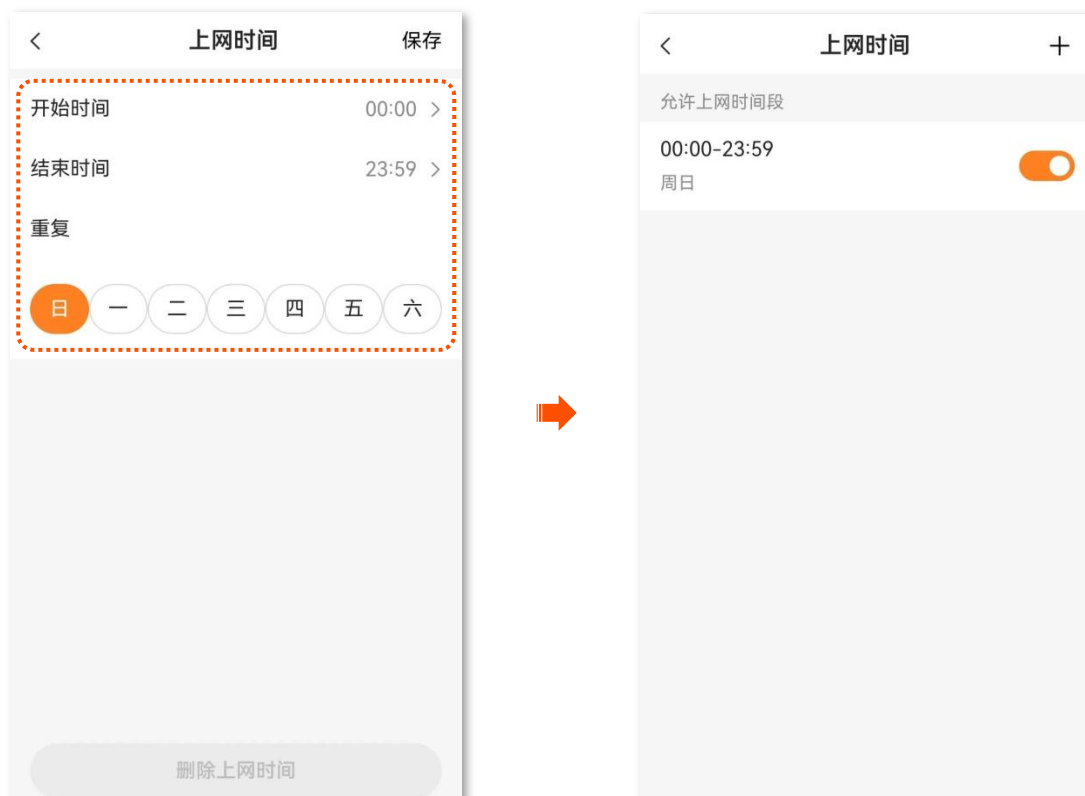 上网时间 保存
开始时间 00:00
结束时间 23:59
重复
日 一 二 三 四 五 六
删除上网时间
上网时间
允许上网时间段
00:00-23:59
周日